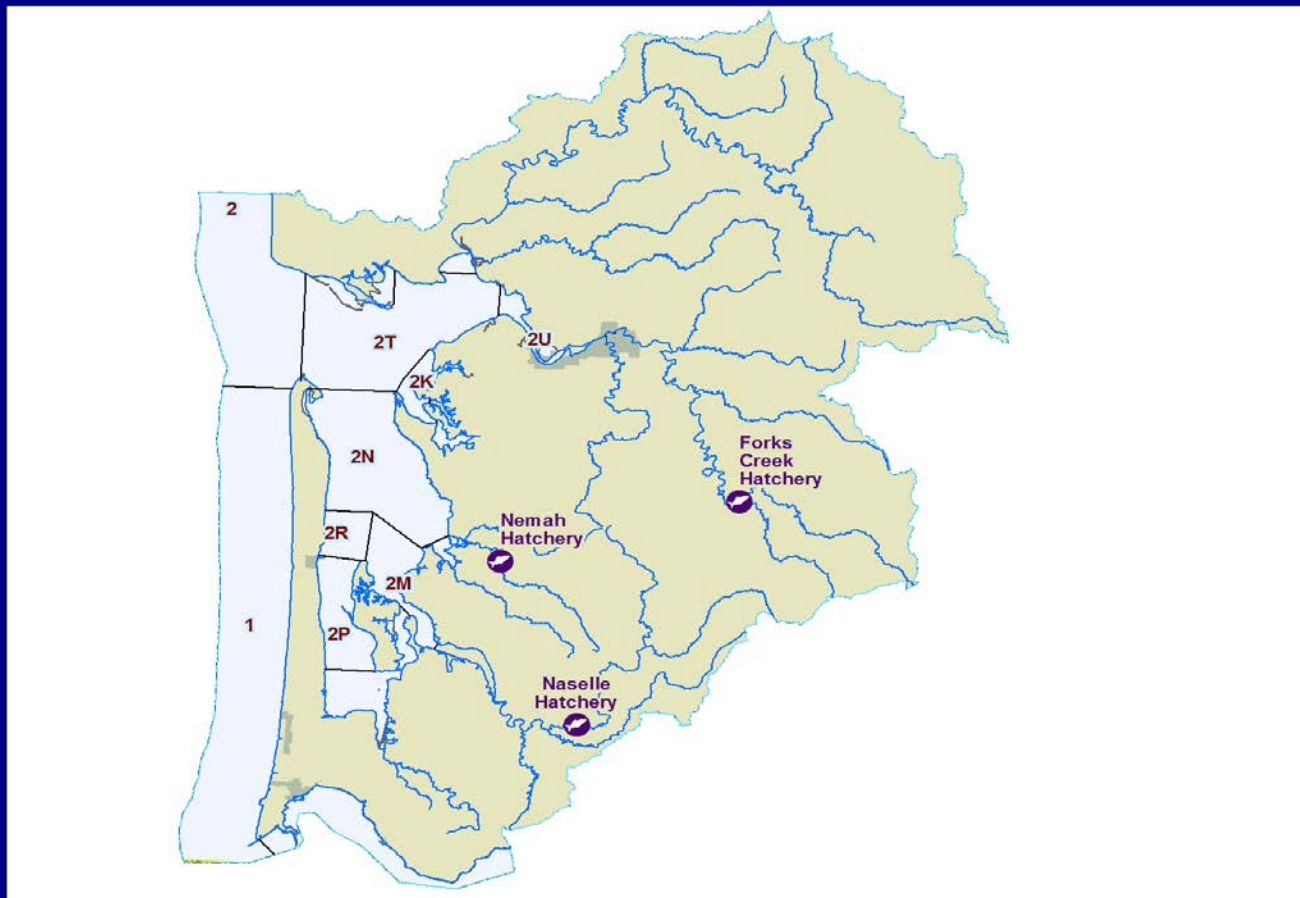 2
2T
2U
2K
2N
Forks
Creek
Hatchery
Nemah
Hatchery
2R
2M
1
2P
Naselle
Hatchery